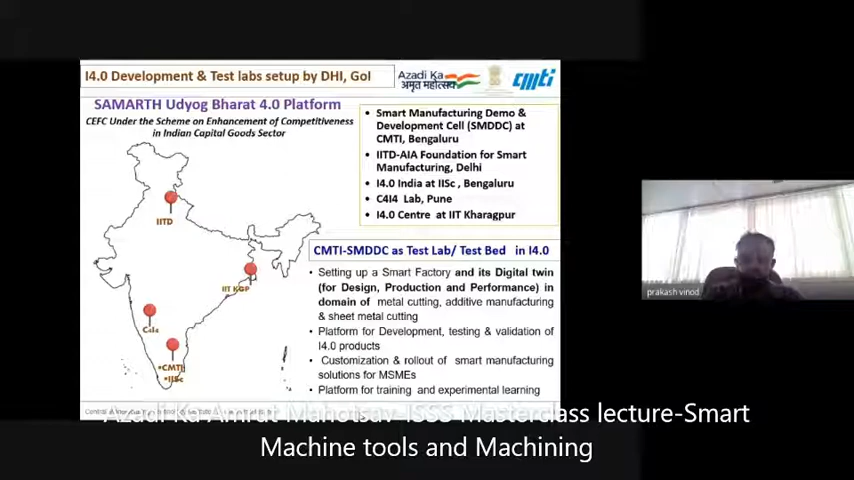 I4.0 Development & Test labs setup by DHI, GoI
Azadi Ka
अमृत महोत्सव
cmti
SAMARTH Udyog Bharat 4.0 Platform
CEFC Under the Scheme on Enhancement of Competitiveness
in Indian Capital Goods Sector
• Smart Manufacturing Demo &
Development Cell (SMDDC) at
CMTI, Bengaluru
• IITD-AIA Foundation for Smart
Manufacturing, Delhi
• I4.0 India at IISc , Bengaluru
• C4I4 Lab, Pune
• I4.0 Centre at IIT Kharagpur
IITD
IIT KGP
C4i4
•CMTI
•IISc
CMTI-SMDDC as Test Lab/ Test Bed in I4.0
• Setting up a Smart Factory and its Digital twin
(for Design, Production and Performance) in
domain of metal cutting, additive manufacturing
& sheet metal cutting
• Platform for Development, testing & validation of
I4.0 products
• Customization & rollout of smart manufacturing
solutions for MSMEs
• Platform for training and experimental learning
prakash vinod
Azadi Ka Amrut Mahotsav-ISSS Masterclass lecture-Smart
Machine tools and Machining